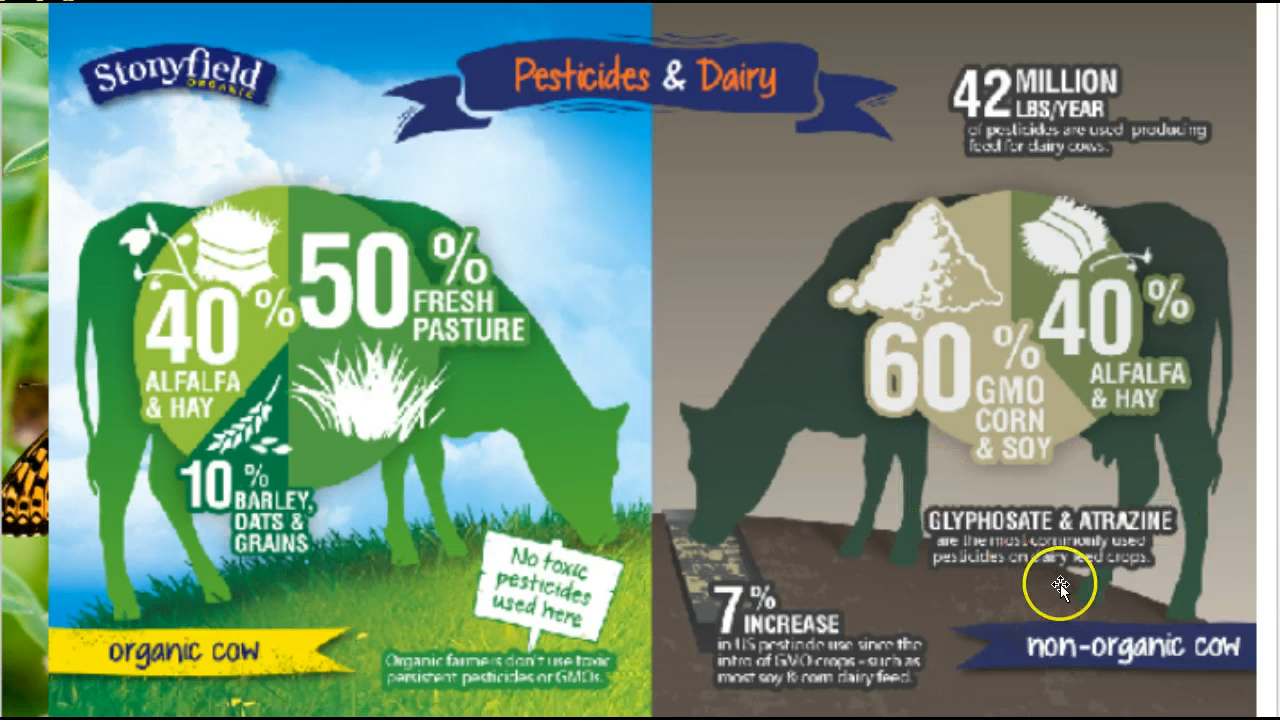 Stonyfield
ORGANIC
Pesticides & Dairy
42 MILLION
LBS/YEAR
of pesticides are used producing
feed for dairy cows.
40%
ALFALFA
& HAY
50%
FRESH
PASTURE
10%
BARLEY,
OATS &
GRAINS
No toxic
pesticides
used here
organic cow
Organic farmers don't use toxic
persistent pesticides or GMOs.
60%
GMO
CORN
& SOY
40%
ALFALFA
& HAY
GLYPHOSATE & ATRAZINE
are the most commonly used
pesticides on dairy feed crops.
7%
INCREASE
in US pesticide use since the
intro of GMO crops - such as
most soy & corn dairy feed.
non-organic cow